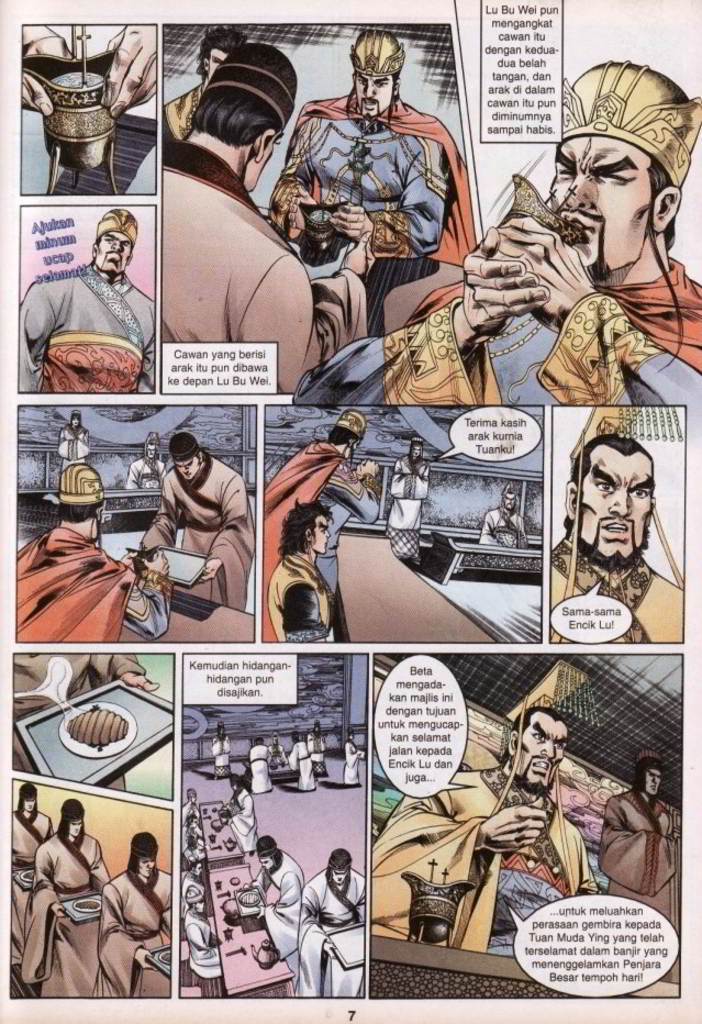 Lu Bu Wei pun
mengangkat
cawan itu
dengan kedua-
dua belah
tangan, dan
arak di dalam
cawan itu pun
diminumnya
sampai habis.
Ajukan
minum
ucap
selamat!
Cawan yang berisi
arak itu pun dibawa
ke depan Lu Bu Wei.
Terima kasih
arak kurnia
Tuanku!
Sama-sama
Encik Lu!
Kemudian hidangan-
hidangan pun
disajikan.
Beta
mengada-
kan majlis ini
dengan tujuan
untuk mengucap-
kan selamat
jalan kepada
Encik Lu dan
juga...
...untuk meluahkan
perasaan gembira kepada
Tuan Muda Ying yang telah
terselamat dalam banjir yang
menenggelamkan Penjara
Besar tempoh hari!
7